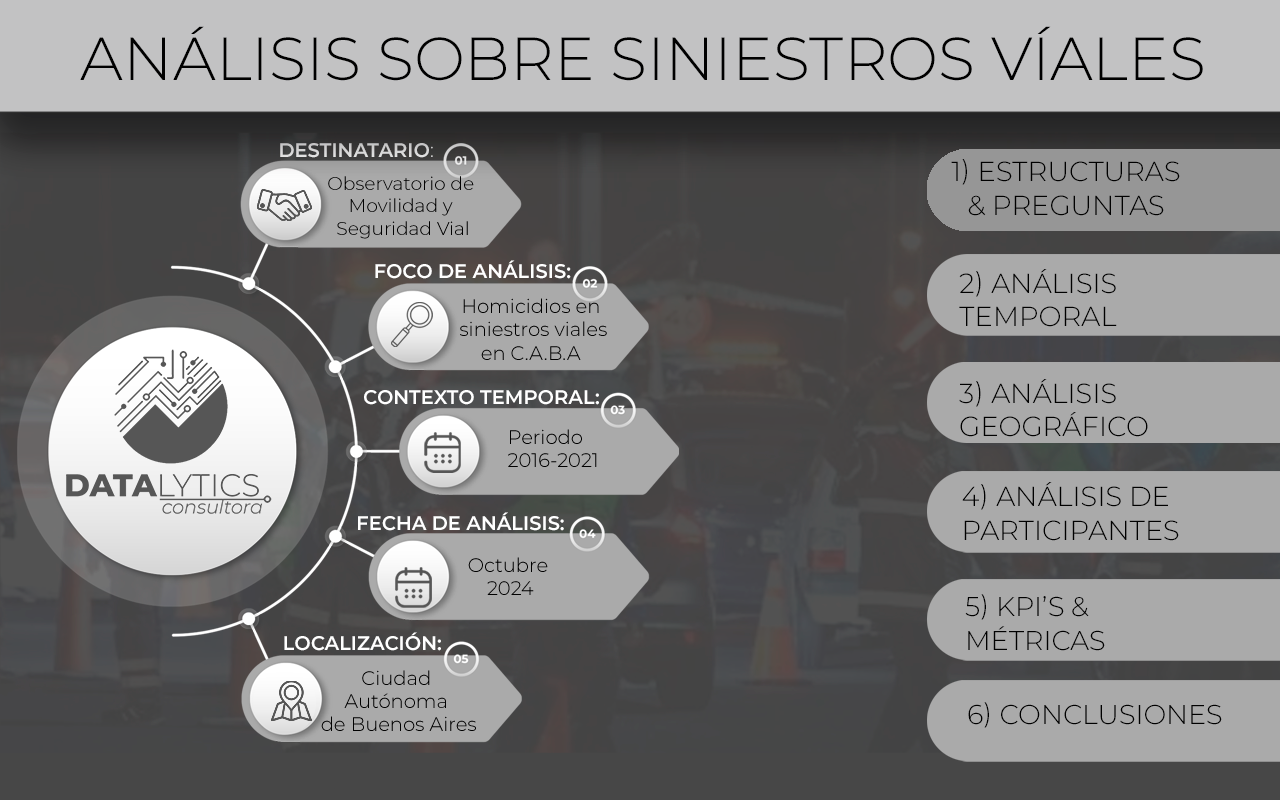 ANÁLISIS SOBRE SINIESTROS VÍALES
DESTINATARIO:
01
Observatorio de
Movilidad y
Seguridad Vial
FOCO DE ANÁLISIS:
02
Homicidios en
siniestros viales
en C.A.B.A
CONTEXTO TEMPORAL:
03
Periodo
2016-2021
FECHA DE ANÁLISIS:
04
Octubre
2024
LOCALIZACIÓN:
05
Ciudad
Autónoma
de Buenos Aires
DATALYTICS
consultora
1) ESTRUCTURAS
& PREGUNTAS
2) ANÁLISIS
TEMPORAL
3) ANÁLISIS
GEOGRÁFICO
4) ANÁLISIS DE
PARTICIPANTES
5) KPI’S &
MÉTRICAS
6) CONCLUSIONES